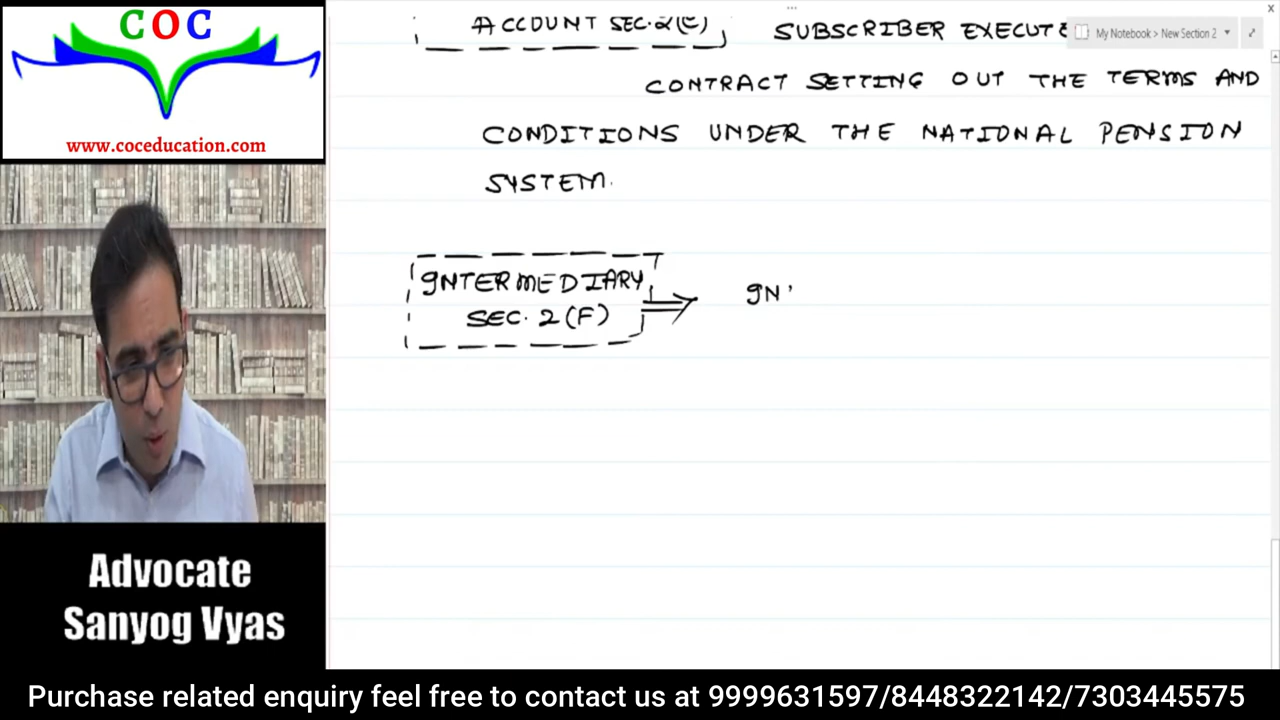 COC
www.coceducation.com
ACCOUNT SEC. 2(E)
SUBSCRIBER EXECUTE
My Notebook > New Section 2
CONTRACT SETTING OUT THE TERMS AND
CONDITIONS UNDER THE NATIONAL PENSION
SYSTEM.
INTERMEDIARY
SEC. 2(F)
IN
Advocate
Sanyog Vyas
Purchase related enquiry feel free to contact us at 9999631597/8448322142/7303445575